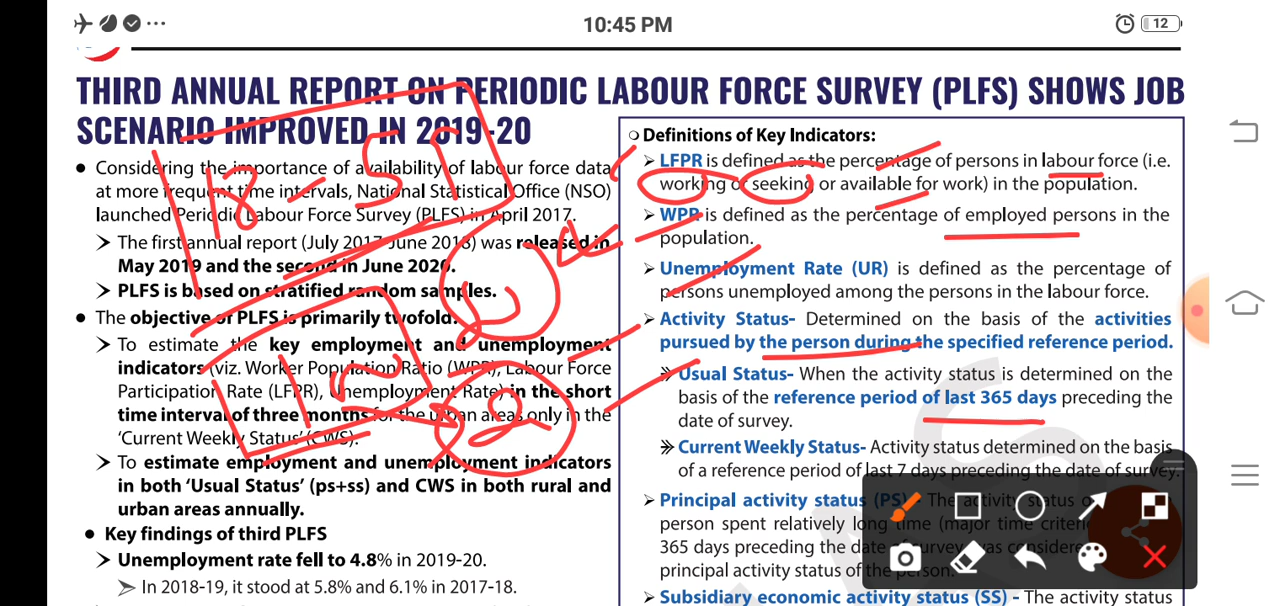 10:45 PM
12
THIRD ANNUAL REPORT ON PERIODIC LABOUR FORCE SURVEY (PLFS) SHOWS JOB
SCENARIO IMPROVED IN 2019-20
• Considering the importance of availability of labour force data
at more frequent time intervals, National Statistical Office (NSO)
launched Periodic Labour Force Survey (PLFS) in April 2017.
➤ The first annual report (July 2017-June 2018) was released in
May 2019 and the second in June 2020.
➤ PLFS is based on stratified random samples.
• The objective of PLFS is primarily twofold:
➤ To estimate the key employment and unemployment
indicators (viz. Worker Population Ratio (WPR), Labour Force
Participation Rate (LFPR), Unemployment Rate) in the short
time interval of three months for the urban areas only in the
'Current Weekly Status' (CWS).
➤ To estimate employment and unemployment indicators
in both 'Usual Status' (ps+ss) and CWS in both rural and
urban areas annually.
• Key findings of third PLFS
➤ Unemployment rate fell to 4.8% in 2019-20.
➢ In 2018-19, it stood at 5.8% and 6.1% in 2017-18.
Definitions of Key Indicators:
➤ LFPR is defined as the percentage of persons in labour force (i.e.
working or seeking or available for work) in the population.
➤ WPR is defined as the percentage of employed persons in the
population.
➤ Unemployment Rate (UR) is defined as the percentage of
persons unemployed among the persons in the labour force.
➤ Activity Status- Determined on the basis of the activities
pursued by the person during the specified reference period.
Usual Status- When the activity status is determined on the
basis of the reference period of last 365 days preceding the
date of survey.
Current Weekly Status- Activity status determined on the basis
of a reference period of last 7 days preceding the date of survey.
➤ Principal activity status (PS) - The activity status
person spent relatively long time (major time
365 days preceding the date survey was considere
principal activity status of the person.
➤ Subsidiary economic activity status (SS) - The activity status